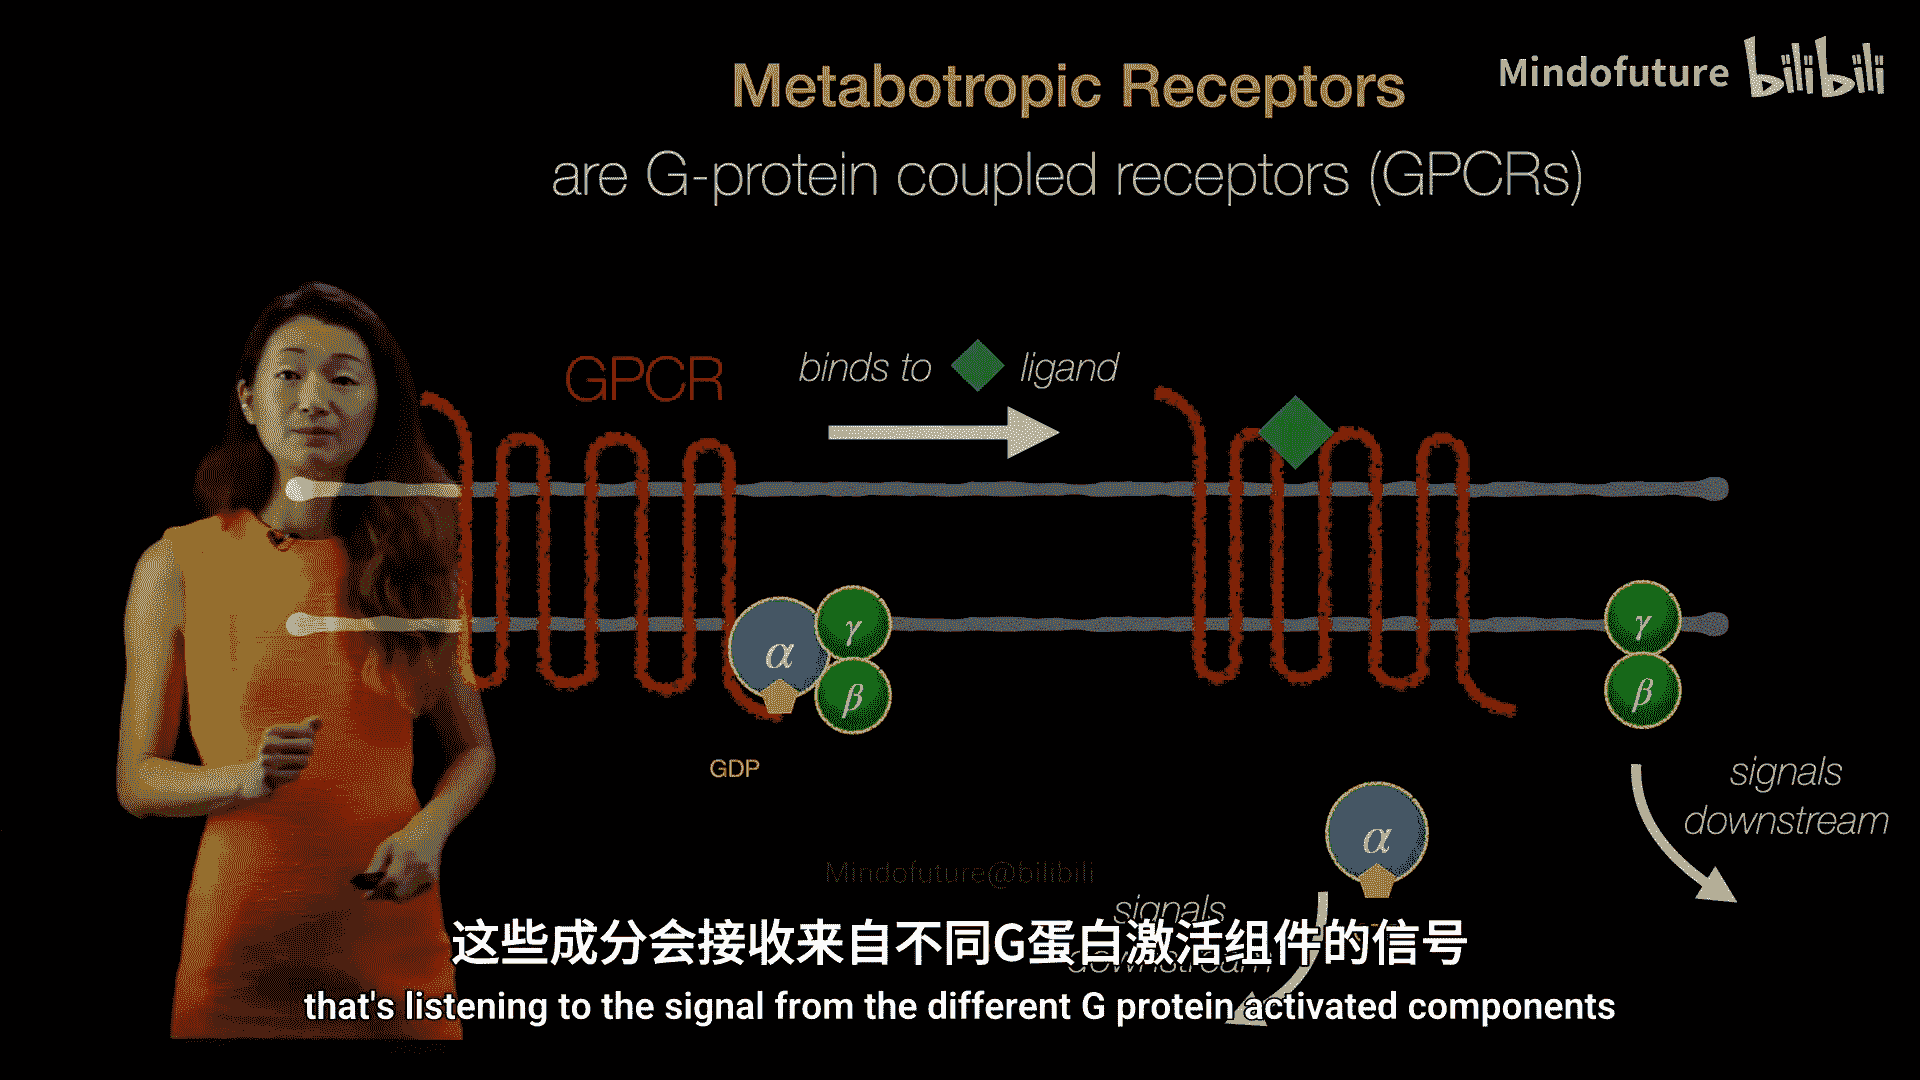 Metabotropic Receptors
Mindofuture bilibili
are G-protein coupled receptors (GPCRs)
GPCR
binds to ligand
α
γ
β
γ
β
GDP
signals
downstream
α
Mindofuture@bilibili
signals
downstream
这些成分会接收来自不同G蛋白激活组件的信号
that's listening to the signal from the different G protein activated components